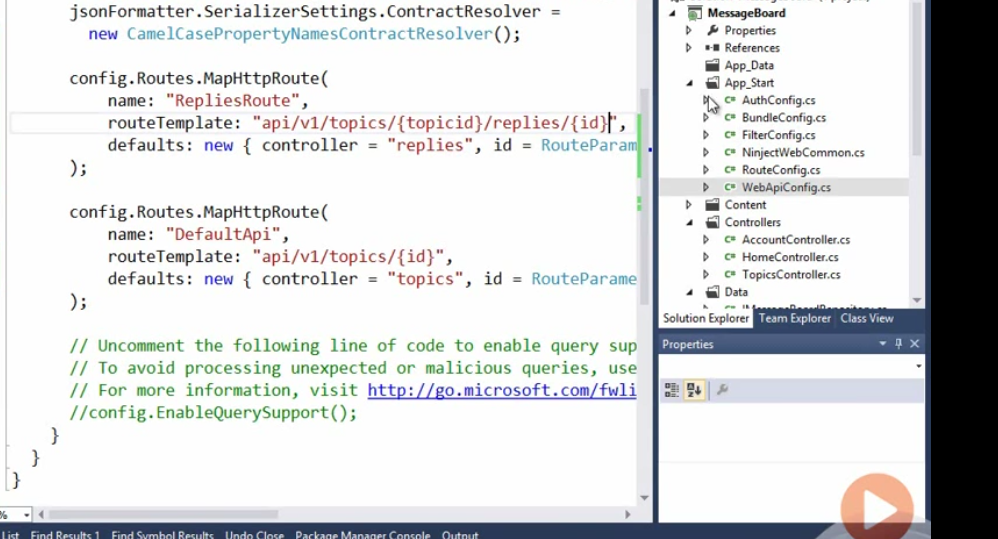 jsonFormatter.SerializerSettings.ContractResolver =
new CamelCasePropertyNamesContractResolver();
config.Routes.MapHttpRoute(
name: "RepliesRoute",
routeTemplate: "api/v1/topics/{topicid}/replies/{id}",
defaults: new { controller = "replies", id = RouteParam
);
config.Routes.MapHttpRoute(
name: "DefaultApi",
routeTemplate: "api/v1/topics/{id}",
defaults: new { controller = "topics", id = RouteParame
);
// Uncomment the following line of code to enable query sup
// To avoid processing unexpected or malicious queries, use
// For more information, visit http://go.microsoft.com/fwli
//config.EnableQuerySupport();
}
}
}
%
List Find Results 1 Find Symbol Results Undo Close Package Manager Console Output
MessageBoard
Properties
References
App_Data
App_Start
C# AuthConfig.cs
C# BundleConfig.cs
C# FilterConfig.cs
C# NinjectWebCommon.cs
C# RouteConfig.cs
C# WebApiConfig.cs
Content
Controllers
C# AccountController.cs
C# HomeController.cs
C# TopicsController.cs
Data
Solution Explorer Team Explorer Class View
Properties